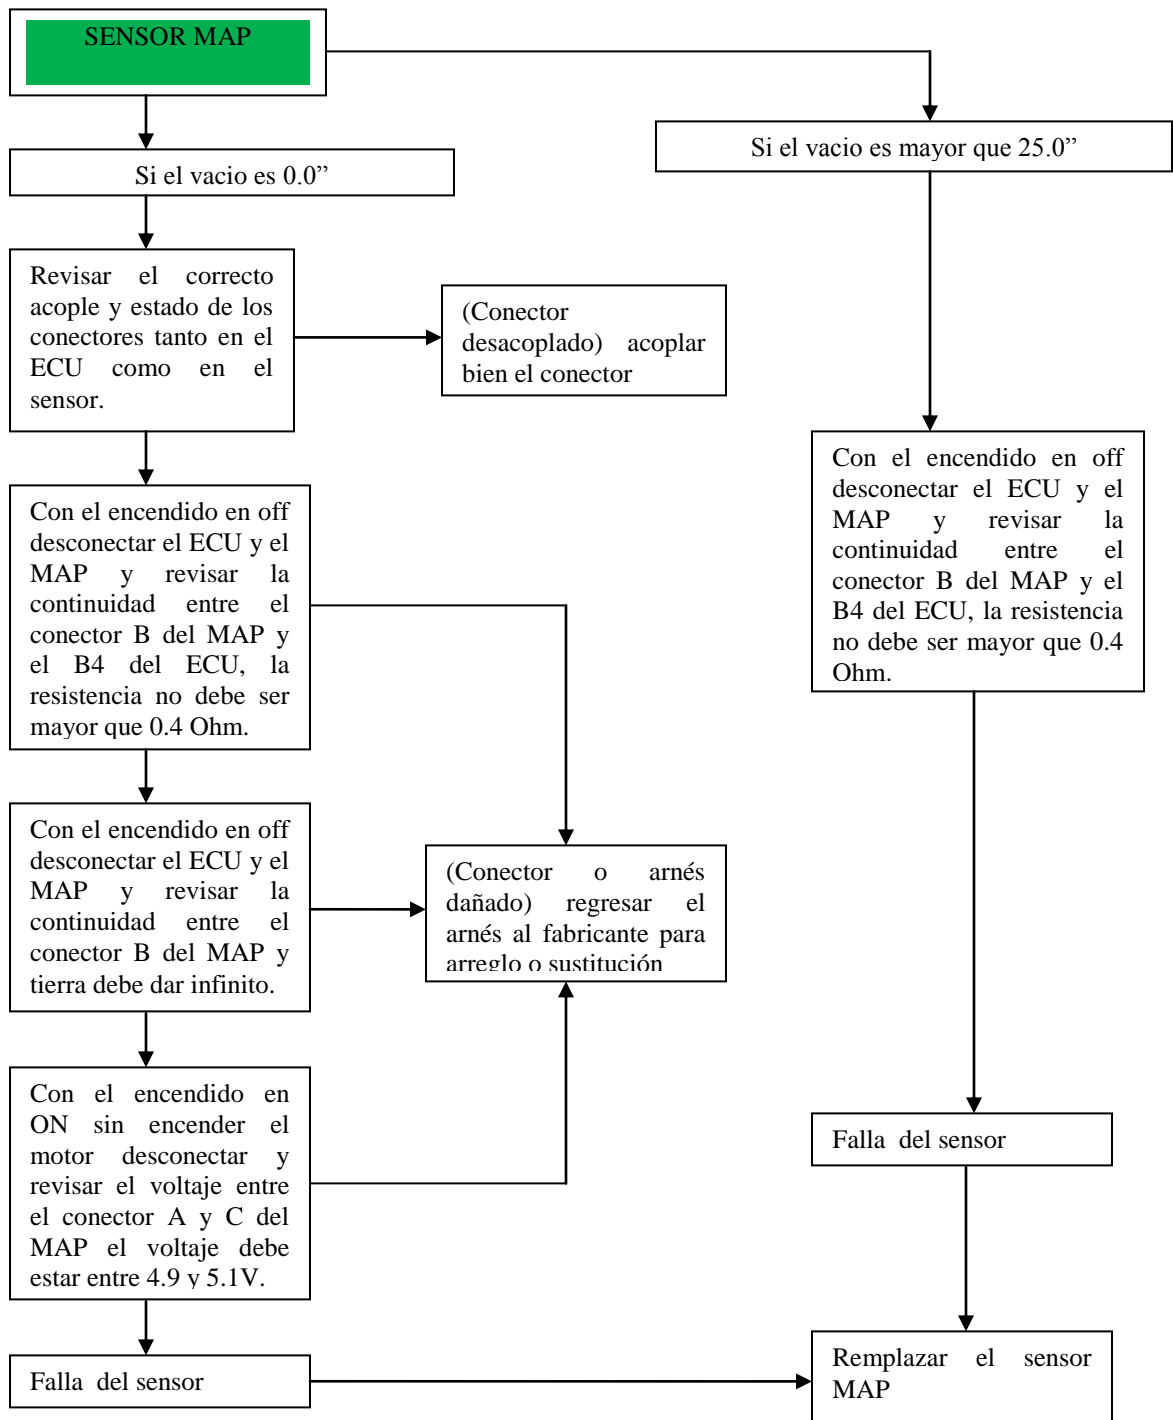 SENSOR MAP
Si el vacio es 0.0”
Si el vacio es mayor que 25.0”
Revisar el correcto
acople y estado de los
conectores tanto en el
ECU como en el
sensor.
(Conector
desacoplado) acoplar
bien el conector
Con el encendido en off
desconectar el ECU y el
MAP y revisar la
continuidad entre el
conector B del MAP y
el B4 del ECU, la
resistencia no debe ser
mayor que 0.4 Ohm.
Con el encendido en off
desconectar el ECU y el
MAP y revisar la
continuidad entre el
conector B del MAP y el
B4 del ECU, la resistencia
no debe ser mayor que 0.4
Ohm.
Con el encendido en off
desconectar el ECU y el
MAP y revisar la
continuidad entre el
conector B del MAP y
tierra debe dar infinito.
(Conector o arnés
dañado) regresar el
arnés al fabricante para
arreglo o sustitución
Con el encendido en
ON sin encender el
motor desconectar y
revisar el voltaje entre
el conector A y C del
MAP el voltaje debe
estar entre 4.9 y 5.1V.
Falla del sensor
Falla del sensor
Remplazar el sensor
MAP